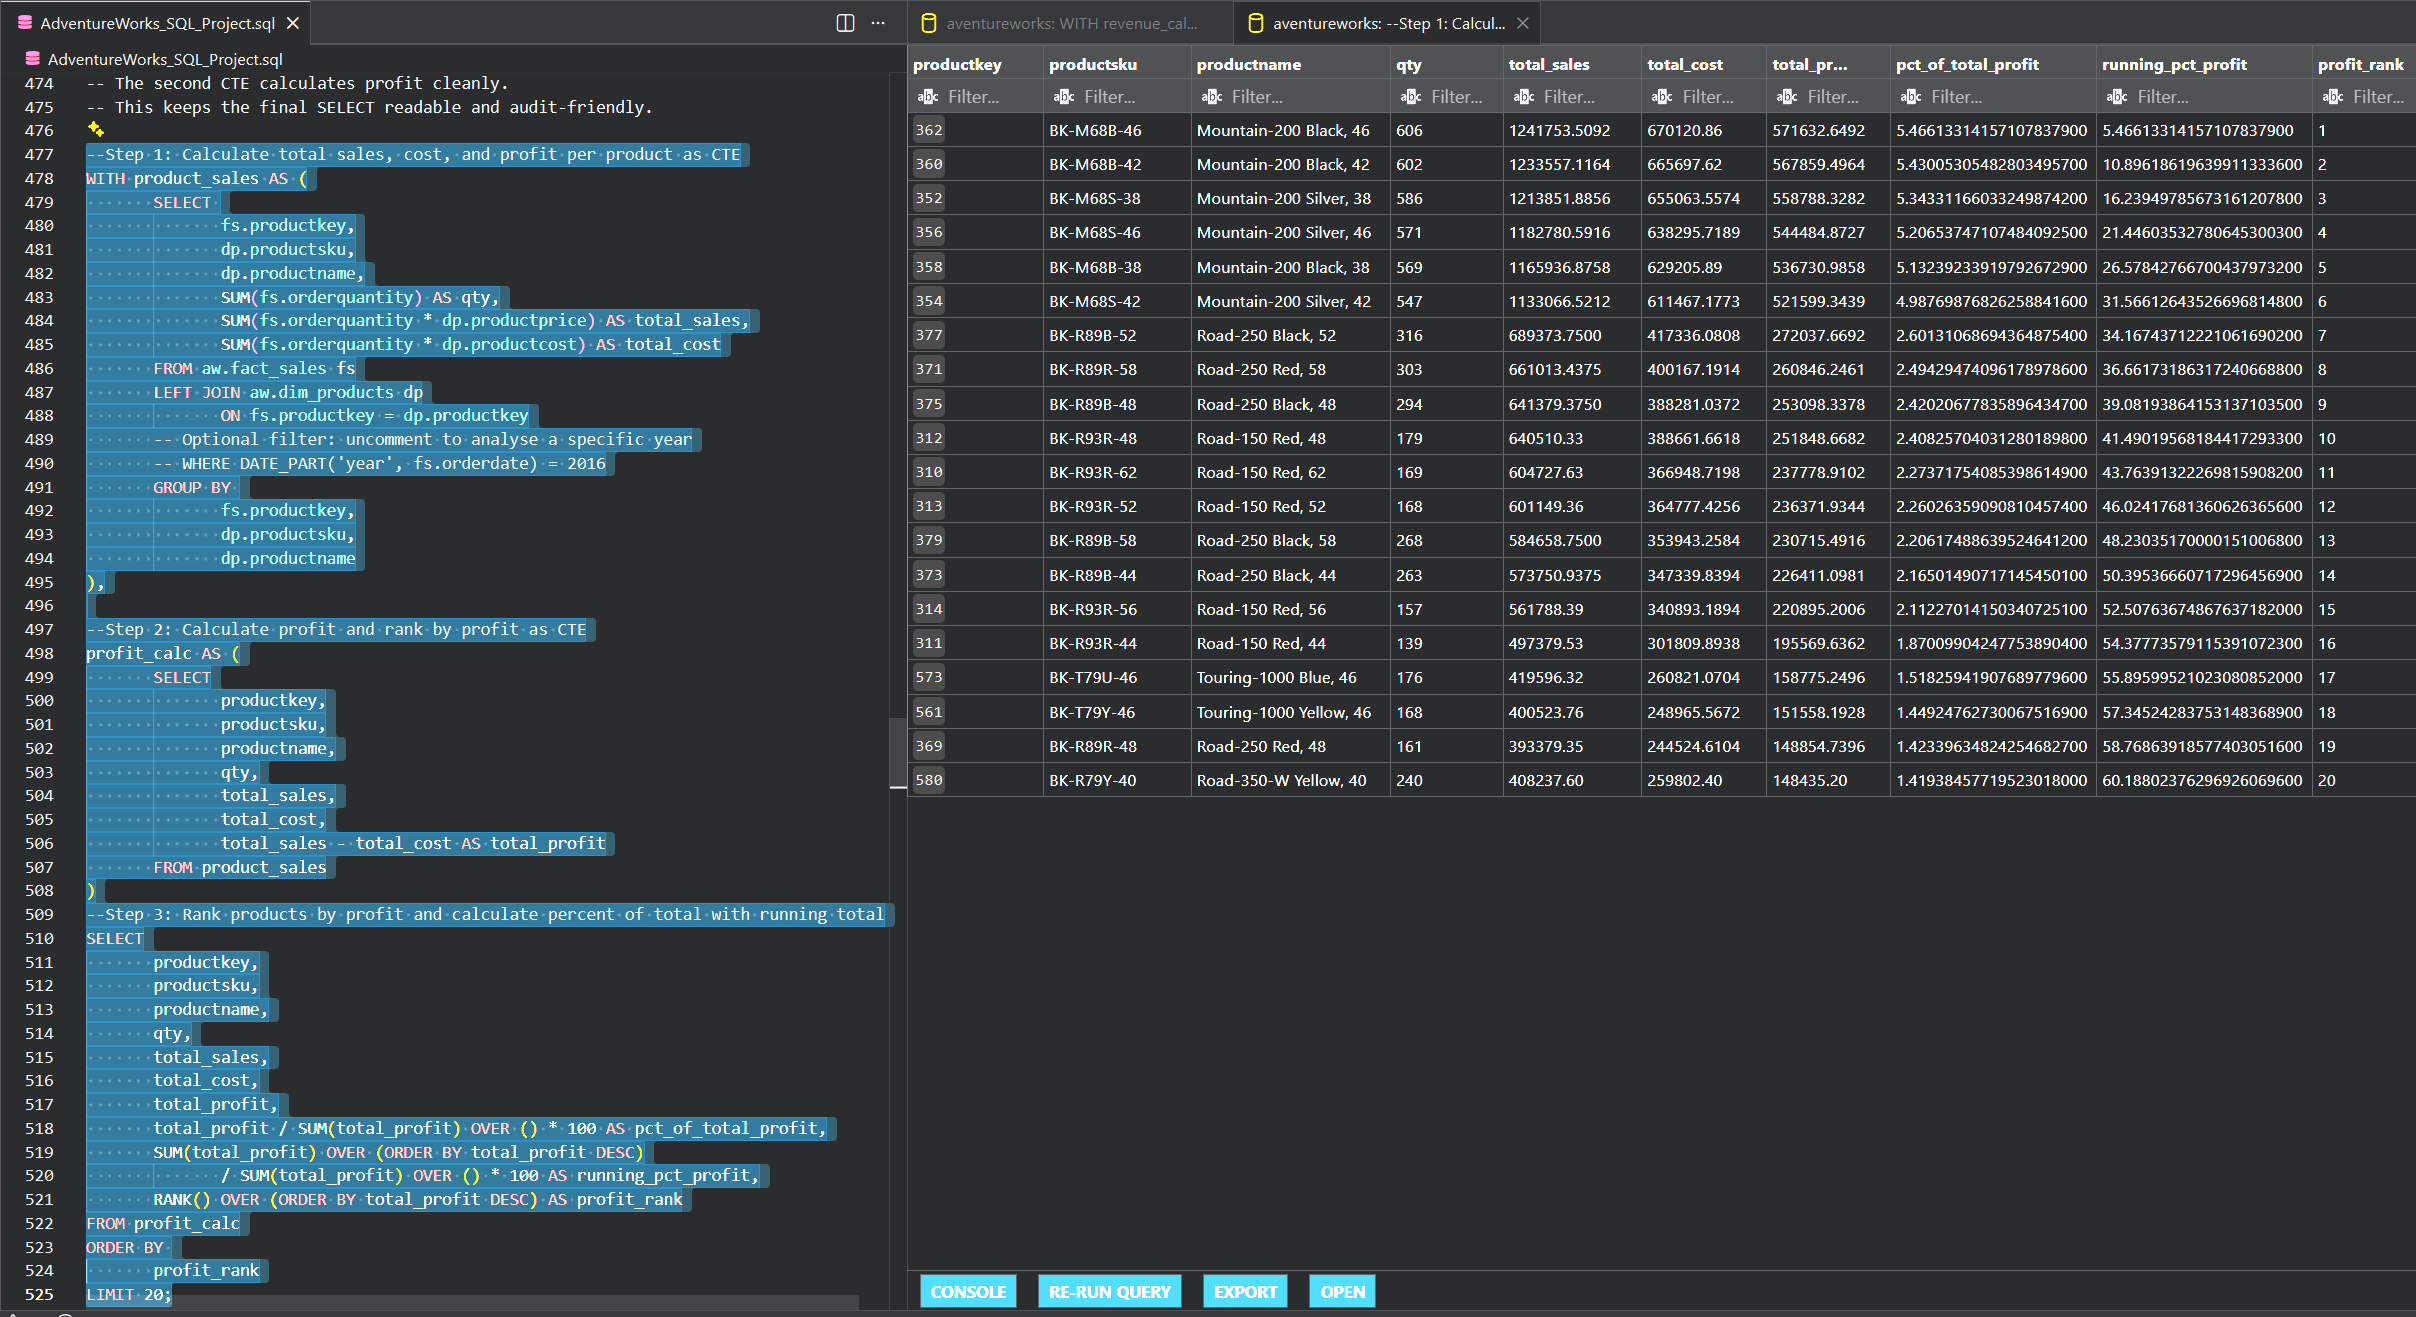 AdventureWorks_SQL_Project.sql
AdventureWorks_SQL_Project.sql
474 -- The second CTE calculates profit cleanly.
475 -- This keeps the final SELECT readable and audit-friendly.
476
477 --Step 1: Calculate total sales, cost, and profit per product as CTE
478 WITH product_sales AS (
479 SELECT
480 fs.productkey,
481 dp.productsku,
482 dp.productname,
483 SUM(fs.orderquantity) AS qty,
484 SUM(fs.orderquantity * dp.productprice) AS total_sales,
485 SUM(fs.orderquantity * dp.productcost) AS total_cost
486 FROM aw.fact_sales fs
487 LEFT JOIN aw.dim_products dp
488 ON fs.productkey = dp.productkey
489 -- Optional filter: uncomment to analyse a specific year
490 -- WHERE DATE_PART('year', fs.orderdate) = 2016
491 GROUP BY
492 fs.productkey,
493 dp.productsku,
494 dp.productname
495 ),
496
497 --Step 2: Calculate profit and rank by profit as CTE
498 profit_calc AS (
499 SELECT
500 productkey,
501 productsku,
502 productname,
503 qty,
504 total_sales,
505 total_cost,
506 total_sales - total_cost AS total_profit
507 FROM product_sales
508 )
509 --Step 3: Rank products by profit and calculate percent of total with running total
510 SELECT
511 productkey,
512 productsku,
513 productname,
514 qty,
515 total_sales,
516 total_cost,
517 total_profit,
518 total_profit / SUM(total_profit) OVER () * 100 AS pct_of_total_profit,
519 SUM(total_profit) OVER (ORDER BY total_profit DESC)
520 / SUM(total_profit) OVER () * 100 AS running_pct_profit,
521 RANK() OVER (ORDER BY total_profit DESC) AS profit_rank
522 FROM profit_calc
523 ORDER BY
524 profit_rank
525 LIMIT 20;
aventureworks: WITH revenue_cal... aventureworks: --Step 1: Calcul...
productkey productsku productname qty total_sales total_cost total_pr... pct_of_total_profit running_pct_profit profit_rank
abc Filter... abc Filter... abc Filter... abc Filter... abc Filter... abc Filter... abc Filter... abc Filter... abc Filter... abc Filter...
362 BK-M68B-46 Mountain-200 Black, 46 606 1241753.5092 670120.86 571632.6492 5.46613314157107837900 5.46613314157107837900 1
360 BK-M68B-42 Mountain-200 Black, 42 602 1233557.1164 665697.62 567859.4964 5.43005305482803495700 10.89618619639911333600 2
352 BK-M68S-38 Mountain-200 Silver, 38 586 1213851.8856 655063.5574 558788.3282 5.34331166033249874200 16.23949785673161207800 3
356 BK-M68S-46 Mountain-200 Silver, 46 571 1182780.5916 638295.7189 544484.8727 5.20653747107484092500 21.44603532780645300300 4
358 BK-M68B-38 Mountain-200 Black, 38 569 1165936.8758 629205.89 536730.9858 5.13239233919792672900 26.57842766700437973200 5
354 BK-M68S-42 Mountain-200 Silver, 42 547 1133066.5212 611467.1773 521599.3439 4.98769876826258841600 31.56612643526696814800 6
377 BK-R89B-52 Road-250 Black, 52 316 689373.7500 417336.0808 272037.6692 2.60131068694364875400 34.16743712221061690200 7
371 BK-R89R-58 Road-250 Red, 58 303 661013.4375 400167.1914 260846.2461 2.49429474096178978600 36.66173186317240668800 8
375 BK-R89B-48 Road-250 Black, 48 294 641379.3750 388281.0372 253098.3378 2.42020677835896434700 39.08193864153137103500 9
312 BK-R93R-48 Road-150 Red, 48 179 640510.33 388661.6618 251848.6682 2.40825704031280189800 41.49019568184417293300 10
310 BK-R93R-62 Road-150 Red, 62 169 604727.63 366948.7198 237778.9102 2.27371754085398614900 43.76391322269815908200 11
313 BK-R93R-52 Road-150 Red, 52 168 601149.36 364777.4256 236371.9344 2.26026359090810457400 46.02417681360626365600 12
379 BK-R89B-58 Road-250 Black, 58 268 584658.7500 353943.2584 230715.4916 2.20617488639524641200 48.23035170000151006800 13
373 BK-R89B-44 Road-250 Black, 44 263 573750.9375 347339.8394 226411.0981 2.16501490717145450100 50.39536660717296456900 14
314 BK-R93R-56 Road-150 Red, 56 157 561788.39 340893.1894 220895.2006 2.11227014150340725100 52.50763674867637182000 15
311 BK-R93R-44 Road-150 Red, 44 139 497379.53 301809.8938 195569.6362 1.87009904247753890400 54.37773579115391072300 16
573 BK-T79U-46 Touring-1000 Blue, 46 176 419596.32 260821.0704 158775.2496 1.51825941907689779600 55.89599521023080852000 17
561 BK-T79Y-46 Touring-1000 Yellow, 46 168 400523.76 248965.5672 151558.1928 1.44924762730067516900 57.34524283753148368900 18
369 BK-R89R-48 Road-250 Red, 48 161 393379.35 244524.6104 148854.7396 1.42339634824254682700 58.76863918577403051600 19
580 BK-R79Y-40 Road-350-W Yellow, 40 240 408237.60 259802.40 148435.20 1.41938457719523018000 60.18802376296926069600 20
CONSOLE RE-RUN QUERY EXPORT OPEN